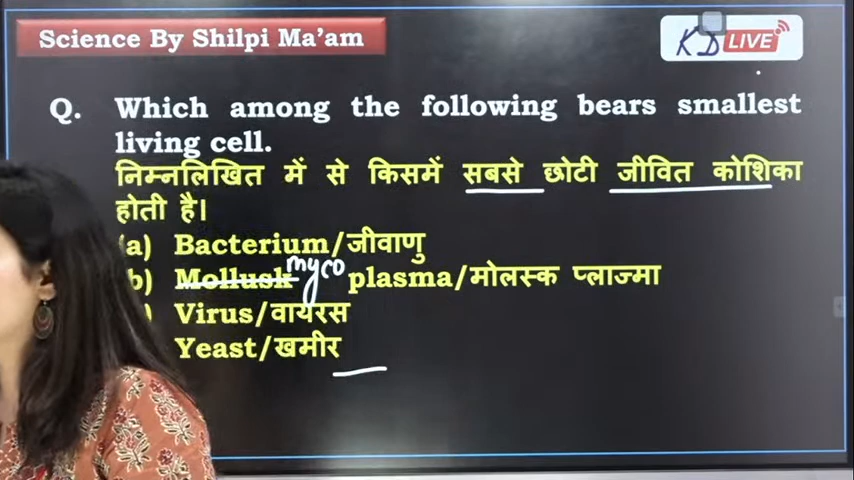 Science By Shilpi Ma'am
KD LIVE
Q. Which among the following bears smallest
living cell.
निम्नलिखित में से किसमें सबसे छोटी जीवित कोशिका
होती है।
a) Bacterium/जीवाणु
b) Mollusk myco plasma/मोलस्क प्लाज्मा
) Virus/वायरस
Yeast/खमीर